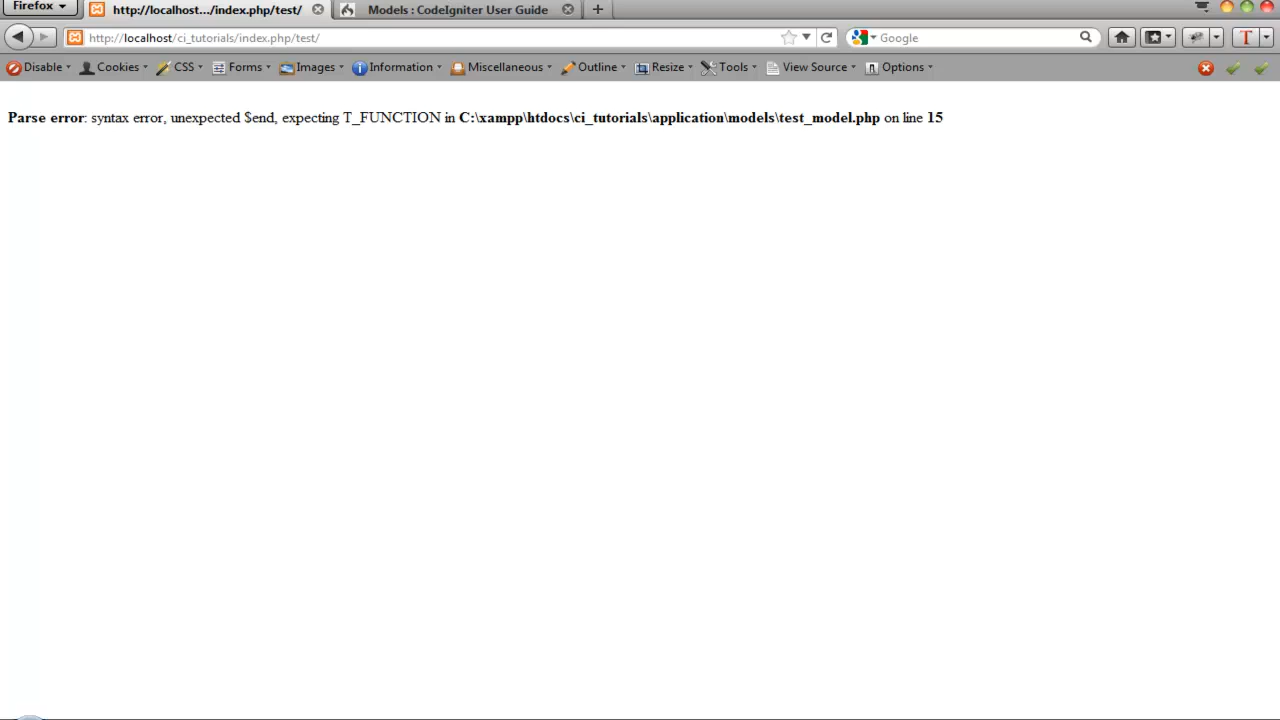 Firefox
http://localhost.../index.php/test/
Models : CodeIgniter User Guide
http://localhost/ci_tutorials/index.php/test/
Google
T
Disable
Cookies
CSS
Forms
Images
Information
Miscellaneous
Outline
Resize
Tools
View Source
Options
Parse error: syntax error, unexpected $end, expecting T_FUNCTION in C:\xampp\htdocs\ci_tutorials\application\models\test_model.php on line 15